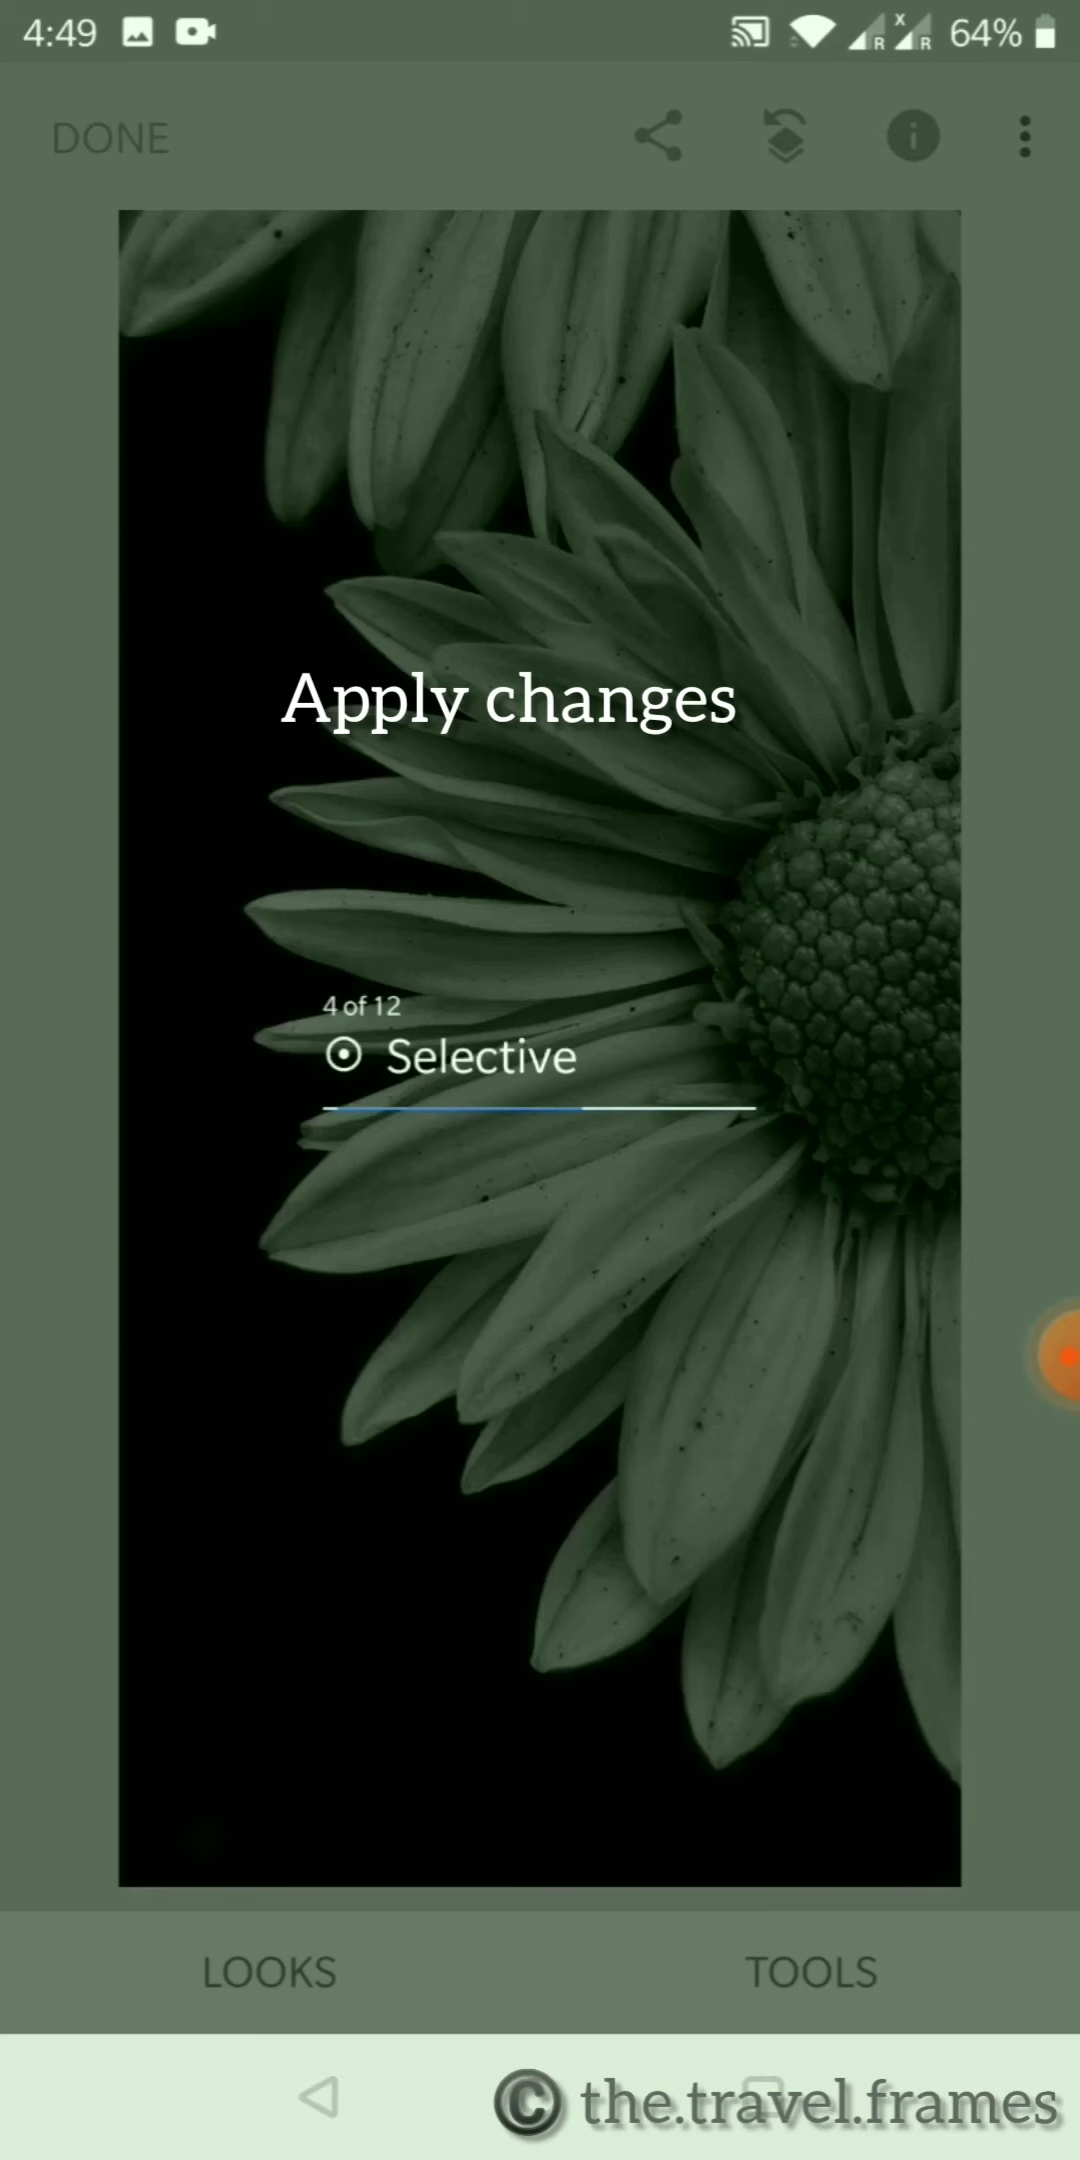 4:49 64%
DONE
Apply changes
4 of 12
Selective
LOOKS TOOLS
© the.travel.frames